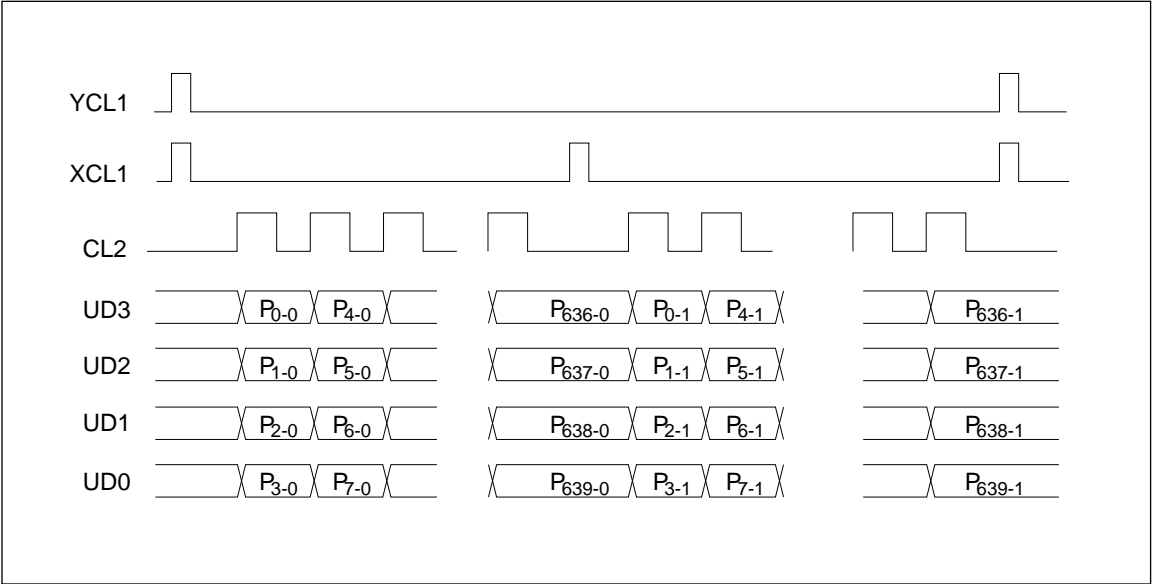 YCL1
XCL1
CL2
UD3 P0-0 P4-0 P636-0 P0-1 P4-1 P636-1
UD2 P1-0 P5-0 P637-0 P1-1 P5-1 P637-1
UD1 P2-0 P6-0 P638-0 P2-1 P6-1 P638-1
UD0 P3-0 P7-0 P639-0 P3-1 P7-1 P639-1